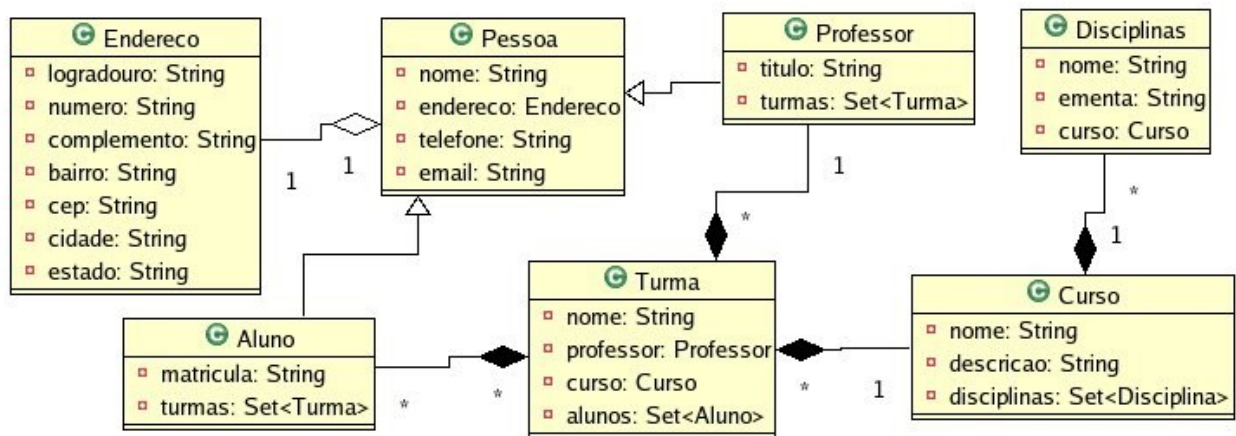 Endereco
logradouro: String
numero: String
complemento: String
bairro: String
cep: String
cidade: String
estado: String
Pessoa
nome: String
endereco: Endereco
telefone: String
email: String
Professor
titulo: String
turmas: Set<Turma>
Disciplinas
nome: String
ementa: String
curso: Curso
1
1
1
*
*
1
Aluno
matricula: String
turmas: Set<Turma>
*
*
Turma
nome: String
professor: Professor
curso: Curso
alunos: Set<Aluno>
*
1
Curso
nome: String
descricao: String
disciplinas: Set<Disciplina>